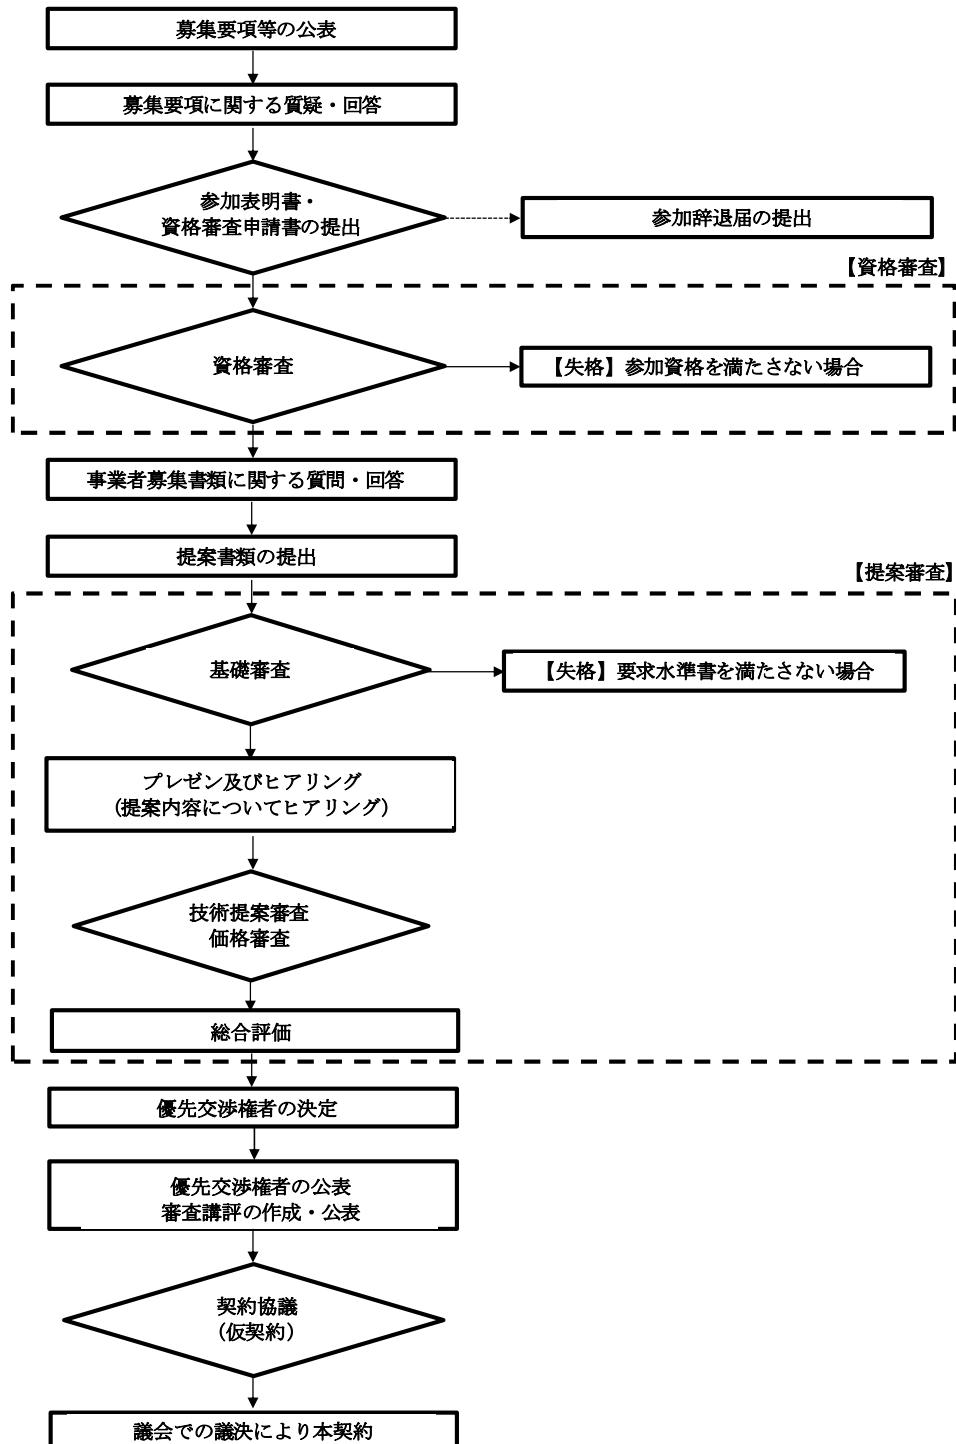 募集要項等の公表
募集要項に関する質疑・回答
参加表明書・
資格審査申請書の提出
参加辞退届の提出
【資格審査】
資格審査
【失格】参加資格を満たさない場合
事業者募集書類に関する質問・回答
提案書類の提出
【提案審査】
基礎審査
【失格】要求水準書を満たさない場合
プレゼン及びヒアリング
（提案内容についてヒアリング）
技術提案審査
価格審査
総合評価
優先交渉権者の決定
優先交渉権者の公表
審査講評の作成・公表
契約協議
（仮契約）
議会での議決により本契約